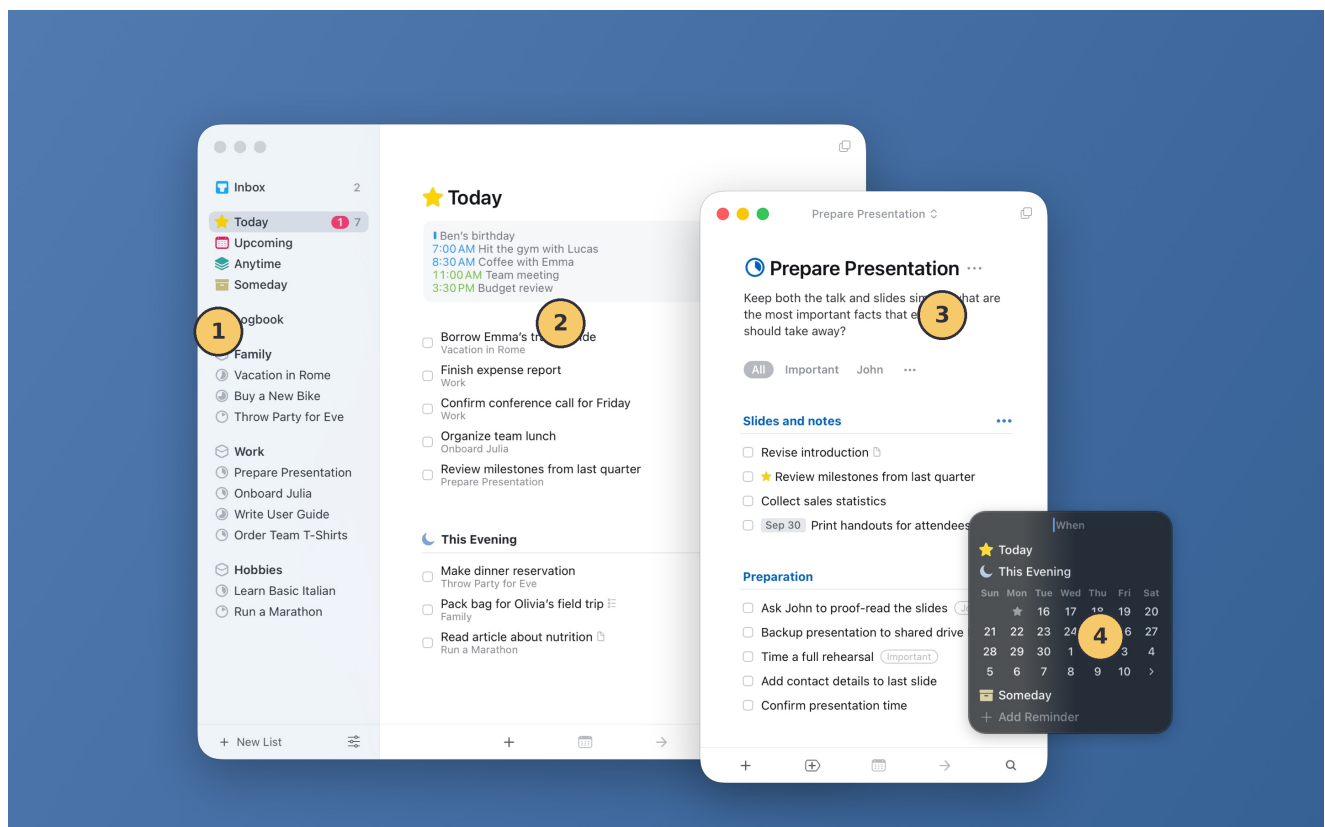 Inbox 2
Today 1 7
Upcoming
Anytime
Someday
Family
Vacation in Rome
Buy a New Bike
Throw Party for Eve
Work
Prepare Presentation
Onboard Julia
Write User Guide
Order Team T-Shirts
Hobbies
Learn Basic Italian
Run a Marathon
+ New List
1
Today
Ben's birthday
7:00 AM Hit the gym with Lucas
8:30 AM Coffee with Emma
11:00 AM Team meeting
3:30 PM Budget review
2
Borrow Emma's
Vacation in Rome
Finish expense report
Work
Confirm conference call for Friday
Work
Organize team lunch
Onboard Julia
Review milestones from last quarter
Prepare Presentation
This Evening
Make dinner reservation
Throw Party for Eve
Pack bag for Olivia's field trip
Family
Read article about nutrition
Run a Marathon
Prepare Presentation
Prepare Presentation ...
Keep both the talk and slides what are
the most important facts that
should take away?
3
All Important John ...
Slides and notes ...
Revise introduction
Review milestones from last quarter
Collect sales statistics
Sep 30 Print handouts for attendees
Preparation
Ask John to proof-read the slides
Backup presentation to shared drive
Time a full rehearsal Important
Add contact details to last slide
Confirm presentation time
When
Today
This Evening
Sun Mon Tue Wed Thu Fri Sat
16 17 18 19 20
21 22 23 24 27
28 29 30 1 3 4
5 6 7 8 9 10 >
4
Someday
+ Add Reminder